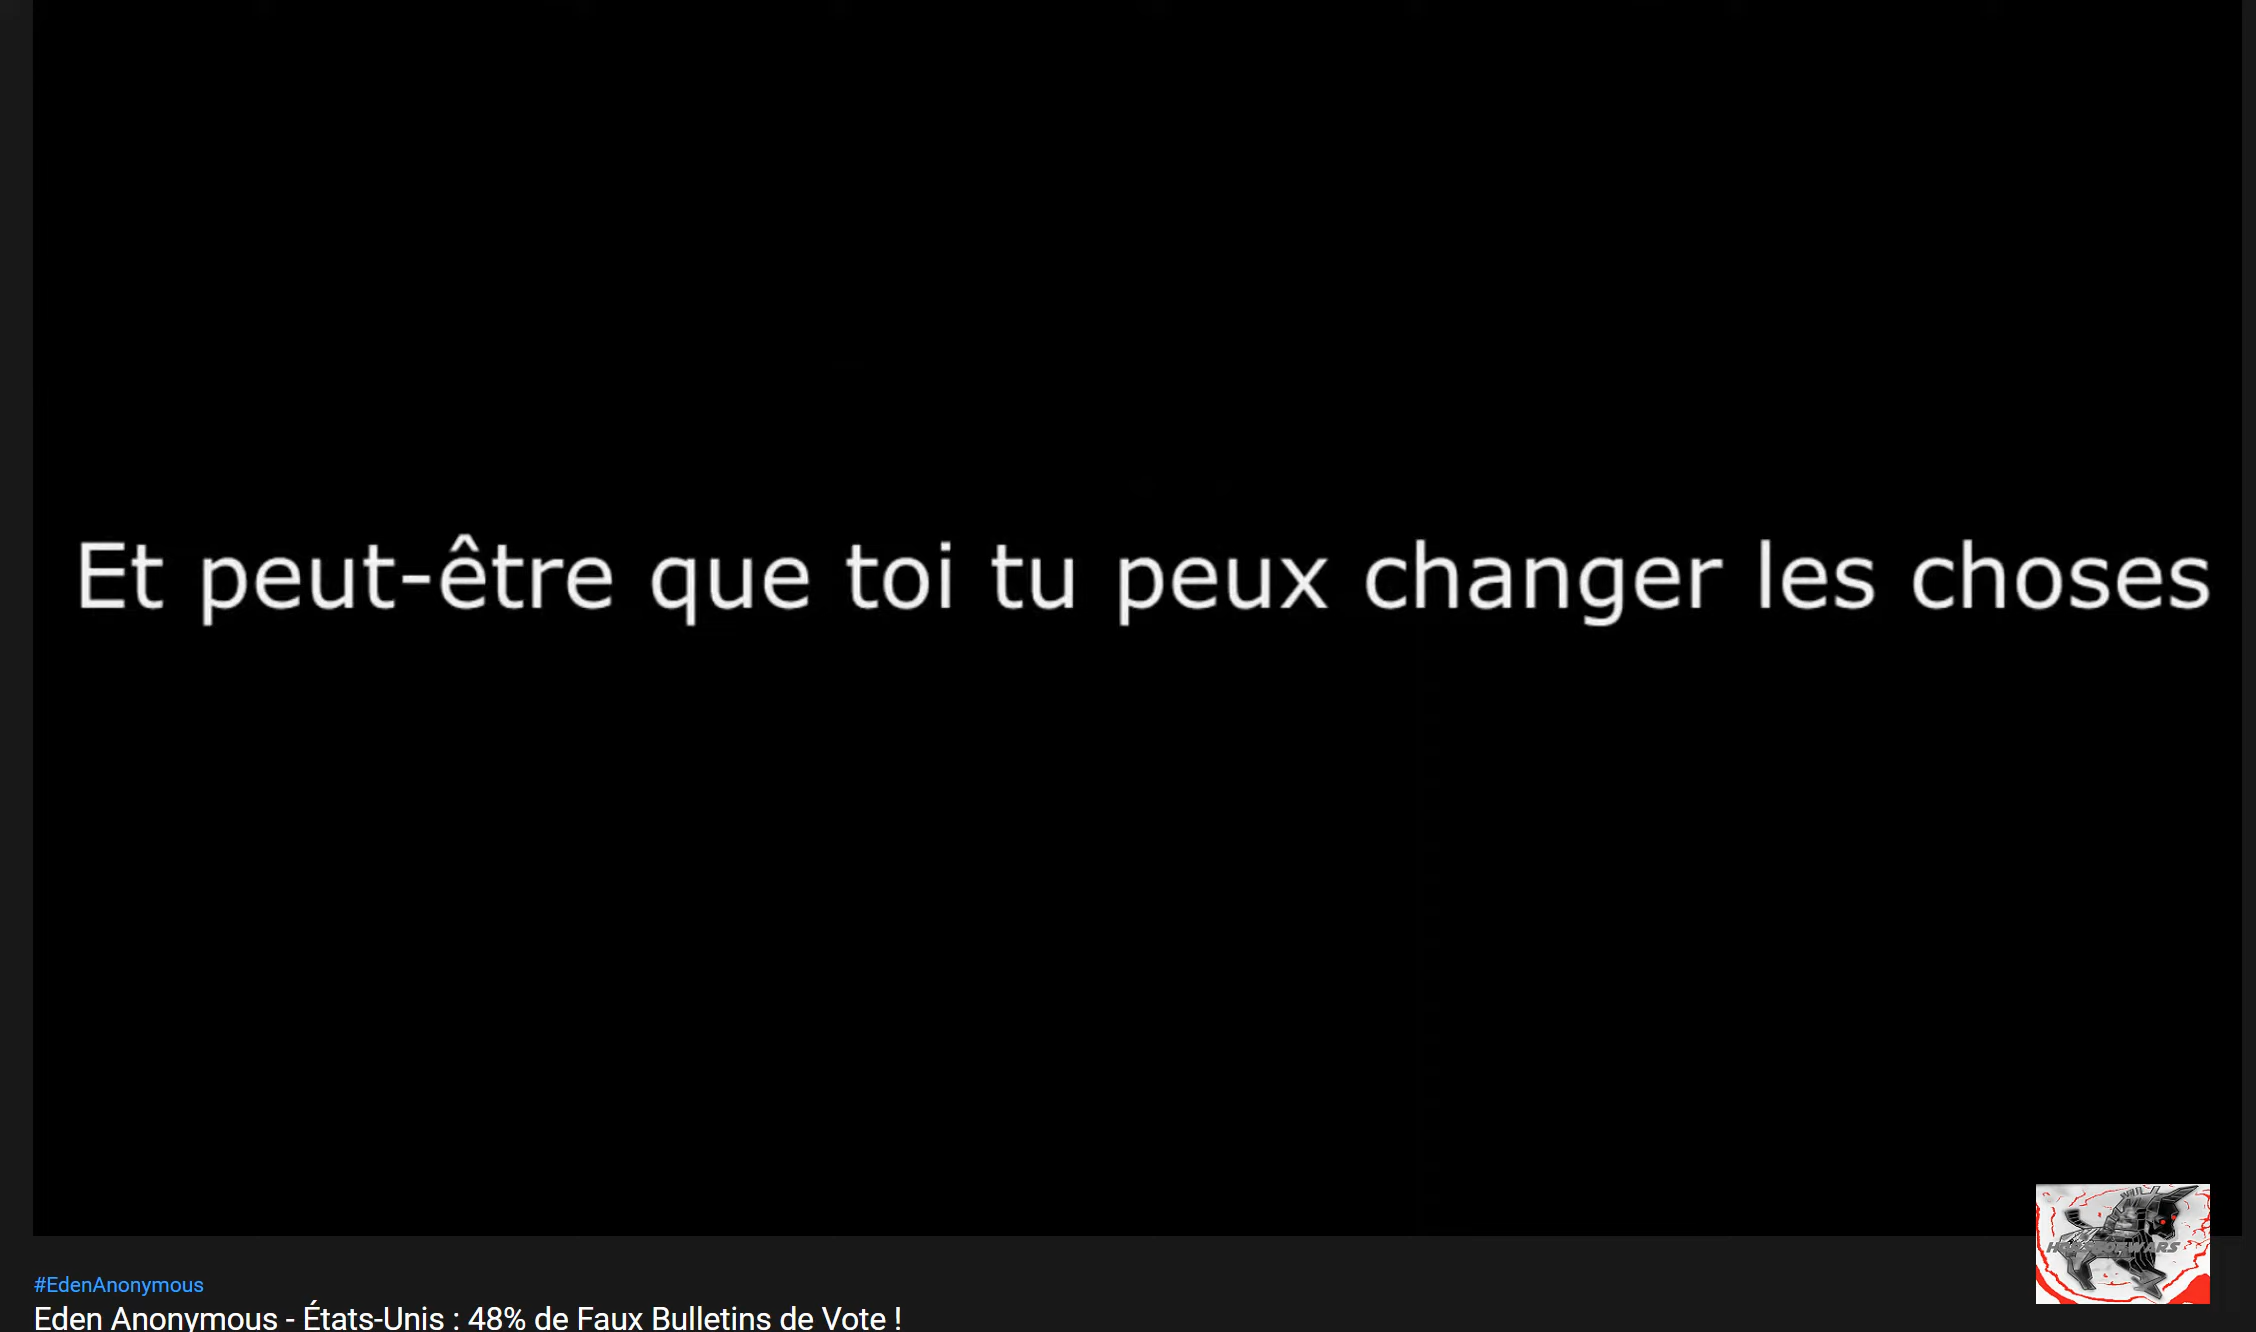 Et peut-être que toi tu peux changer les choses
#EdenAnonymous
Eden Anonymous - États-Unis : 48% de Faux Bulletins de Vote !